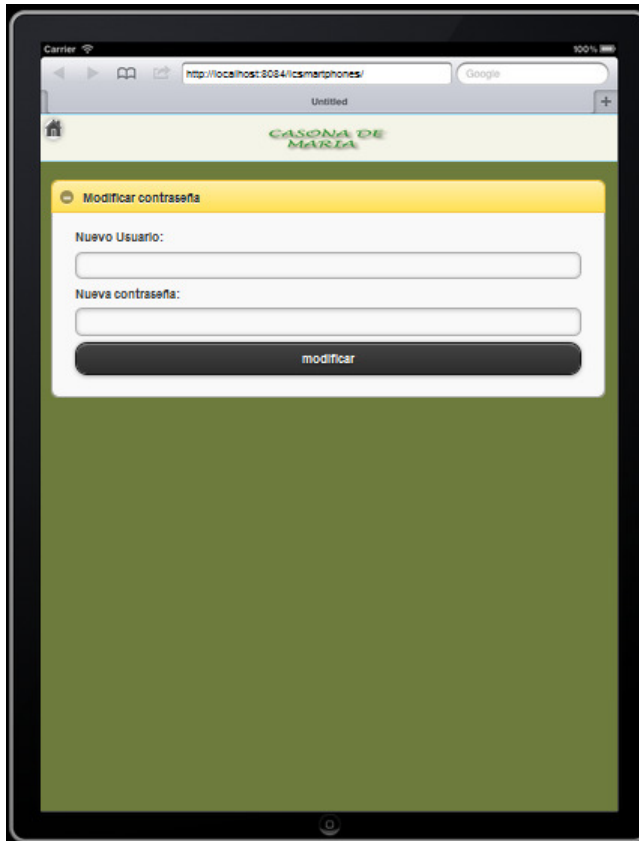 Carrier 100%
http://localhost:8084/lcsmartphones/ Google
Untitled
CASONA DE
MARIA
Modificar contraseña
Nuevo Usuario:
Nueva contraseña:
modificar